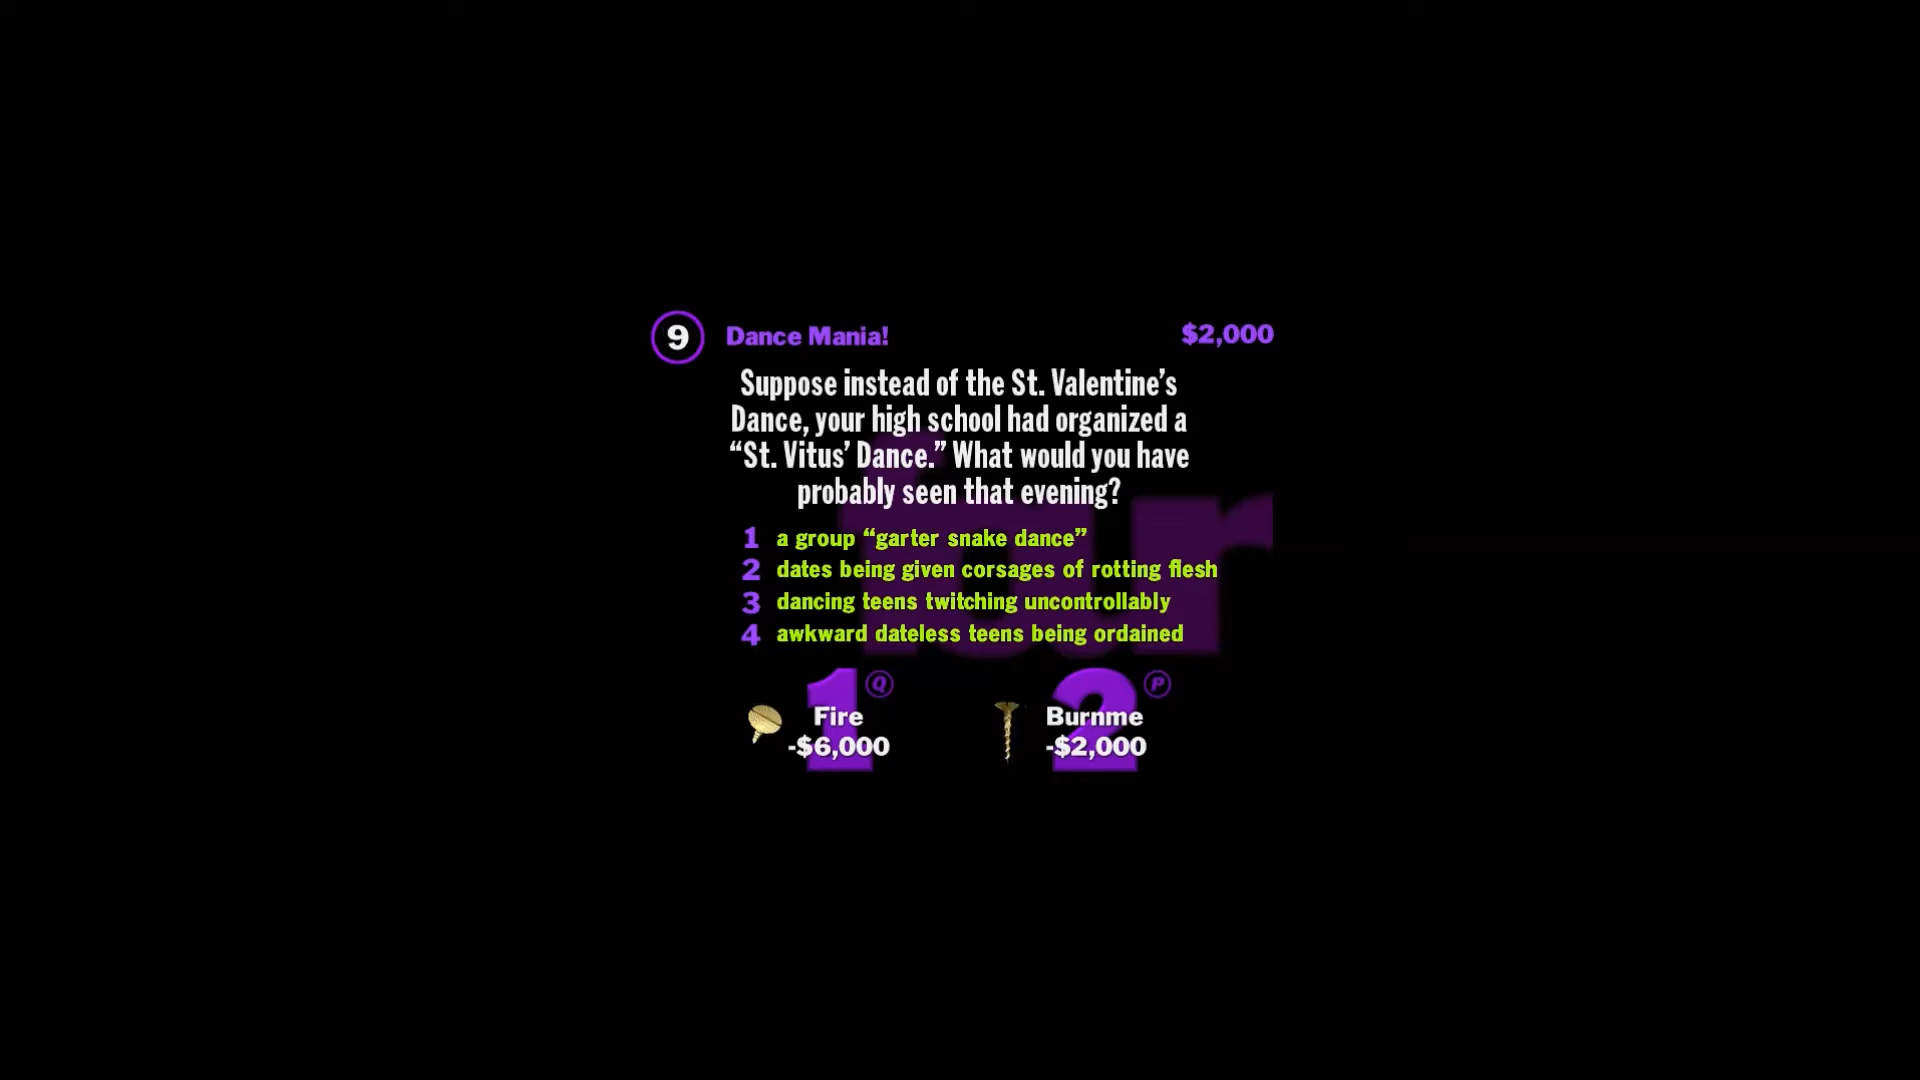 9 Dance Mania! $2,000
Suppose instead of the St. Valentine’s
Dance, your high school had organized a
“St. Vitus’ Dance.” What would you have
probably seen that evening?
four
1 a group “garter snake dance”
2 dates being given corsages of rotting flesh
3 dancing teens twitching uncontrollably
4 awkward dateless teens being ordained
1 Q 2 P
Fire Burnme
-$6,000 -$2,000